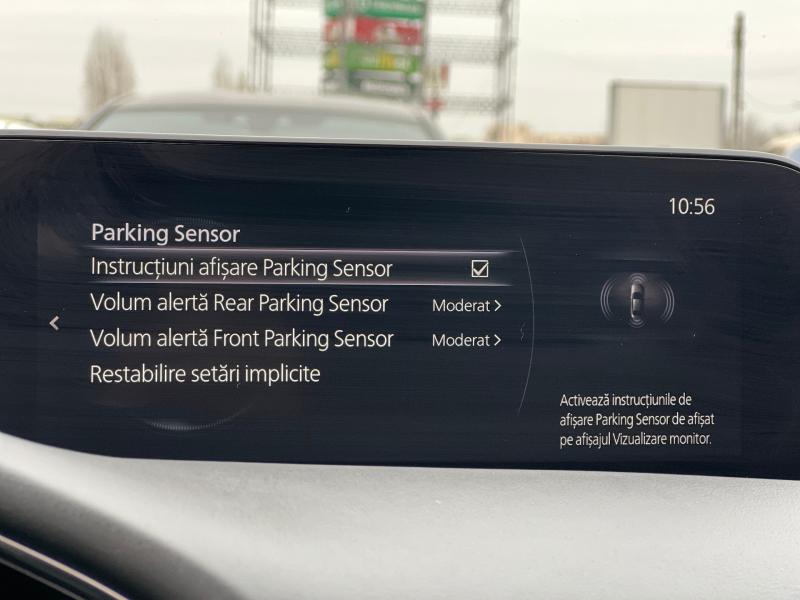 10:56
Parking Sensor
Instrucțiuni afișare Parking Sensor
Volum alertă Rear Parking Sensor Moderat
Volum alertă Front Parking Sensor Moderat
Restabilire setări implicite
Activează instrucțiunile de
afișare Parking Sensor de afișat
pe afișajul Vizualizare monitor.